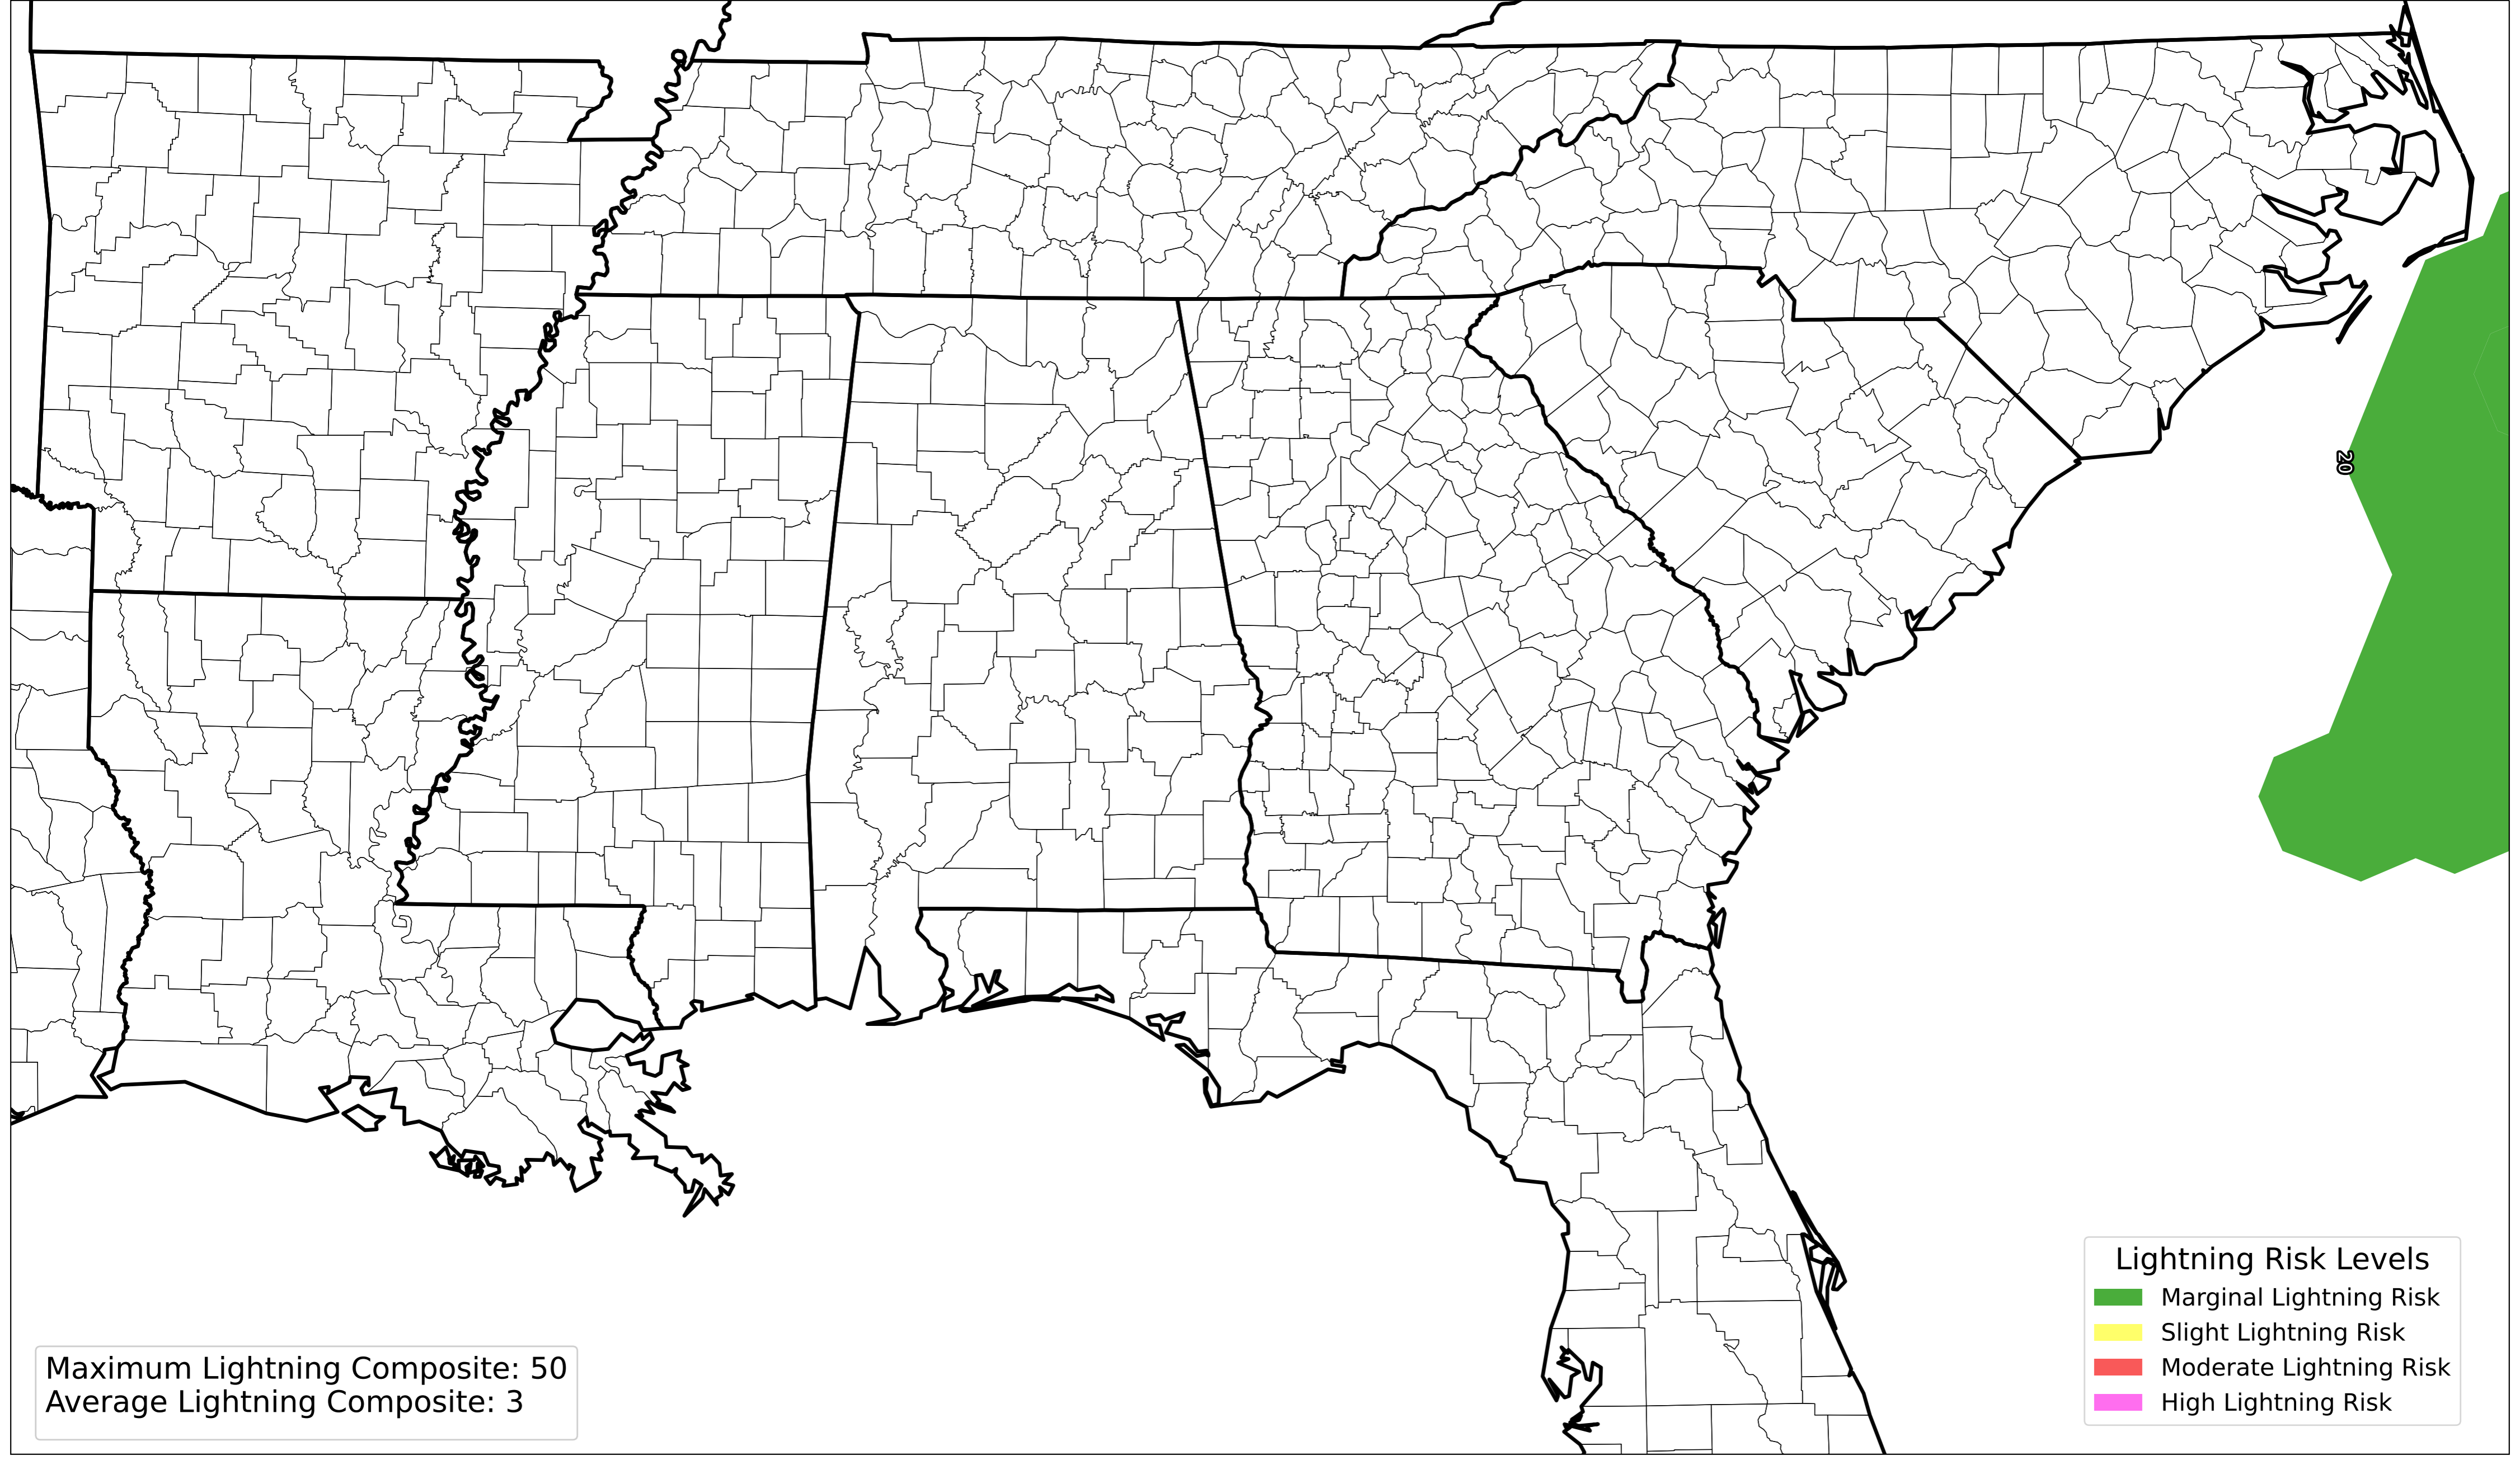 20
Lightning Risk Levels
Marginal Lightning Risk
Slight Lightning Risk
Moderate Lightning Risk
High Lightning Risk
Maximum Lightning Composite: 50
Average Lightning Composite: 3